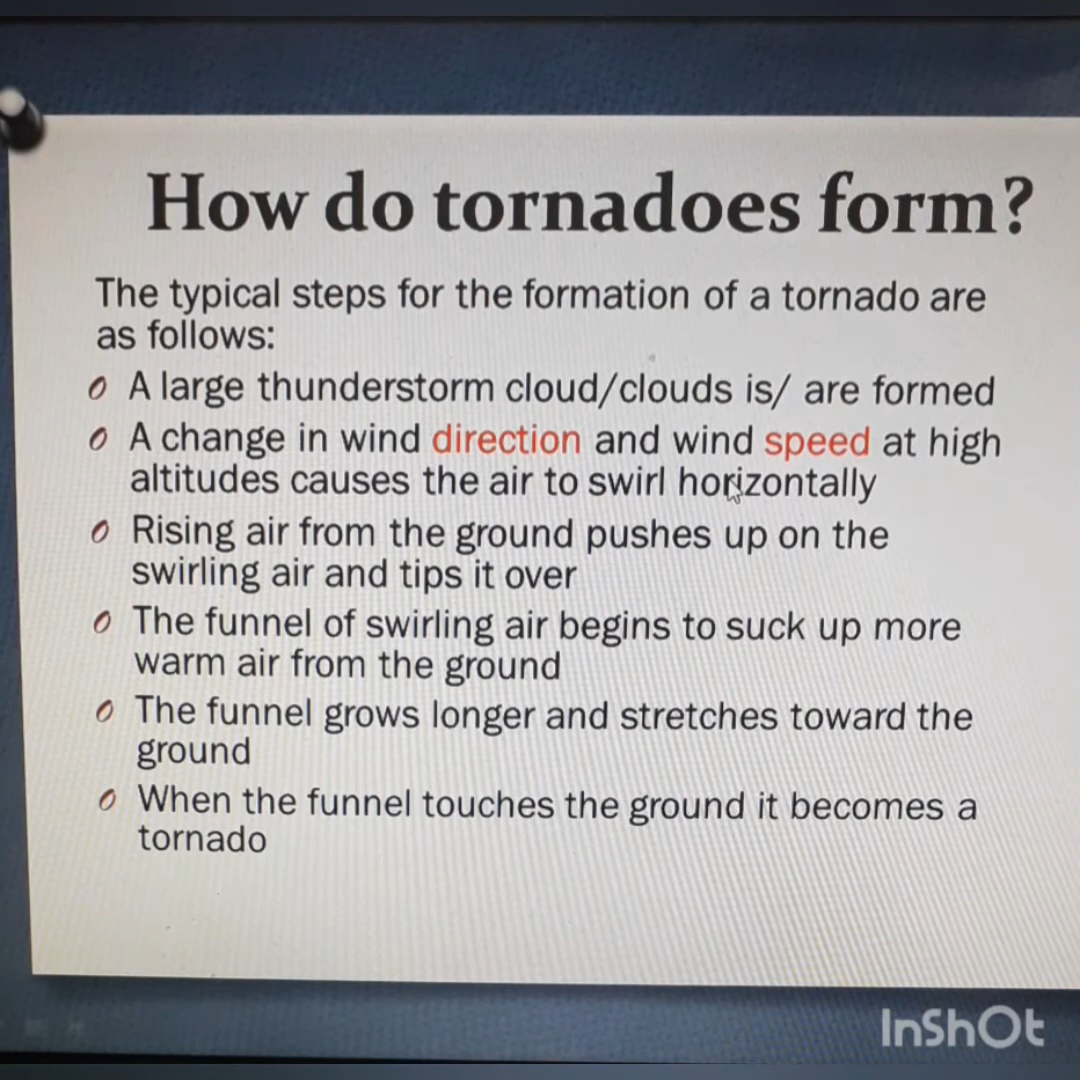 How do tornadoes form?
The typical steps for the formation of a tornado are
as follows:
A large thunderstorm cloud/clouds is/ are formed
A change in wind direction and wind speed at high
altitudes causes the air to swirl horizontally
Rising air from the ground pushes up on the
swirling air and tips it over
The funnel of swirling air begins to suck up more
warm air from the ground
The funnel grows longer and stretches toward the
ground
When the funnel touches the ground it becomes a
tornado
InShOt